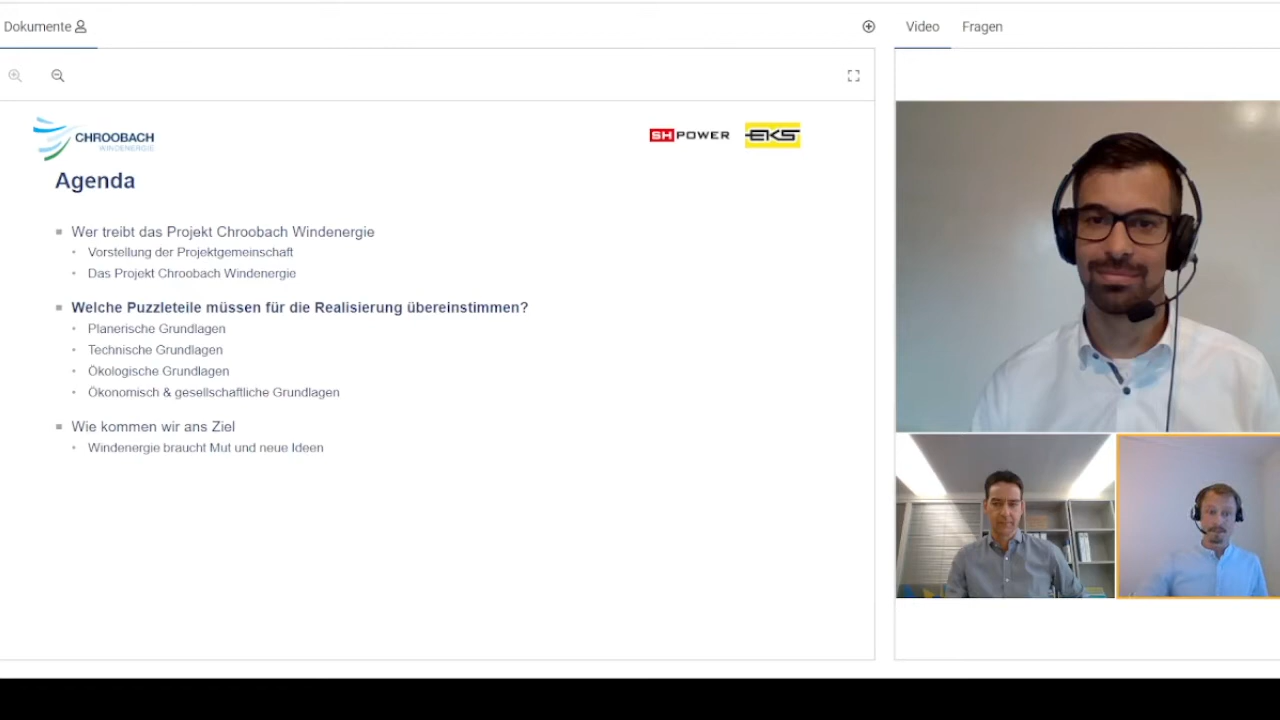 Dokumente
Video Fragen
CHROOBACH
WINDENERGIE
SH POWER EKS
Agenda
Wer treibt das Projekt Chroobach Windenergie
Vorstellung der Projektgemeinschaft
Das Projekt Chroobach Windenergie
Welche Puzzleteile müssen für die Realisierung übereinstimmen?
Planerische Grundlagen
Technische Grundlagen
Ökologische Grundlagen
Ökonomisch & gesellschaftliche Grundlagen
Wie kommen wir ans Ziel
Windenergie braucht Mut und neue Ideen